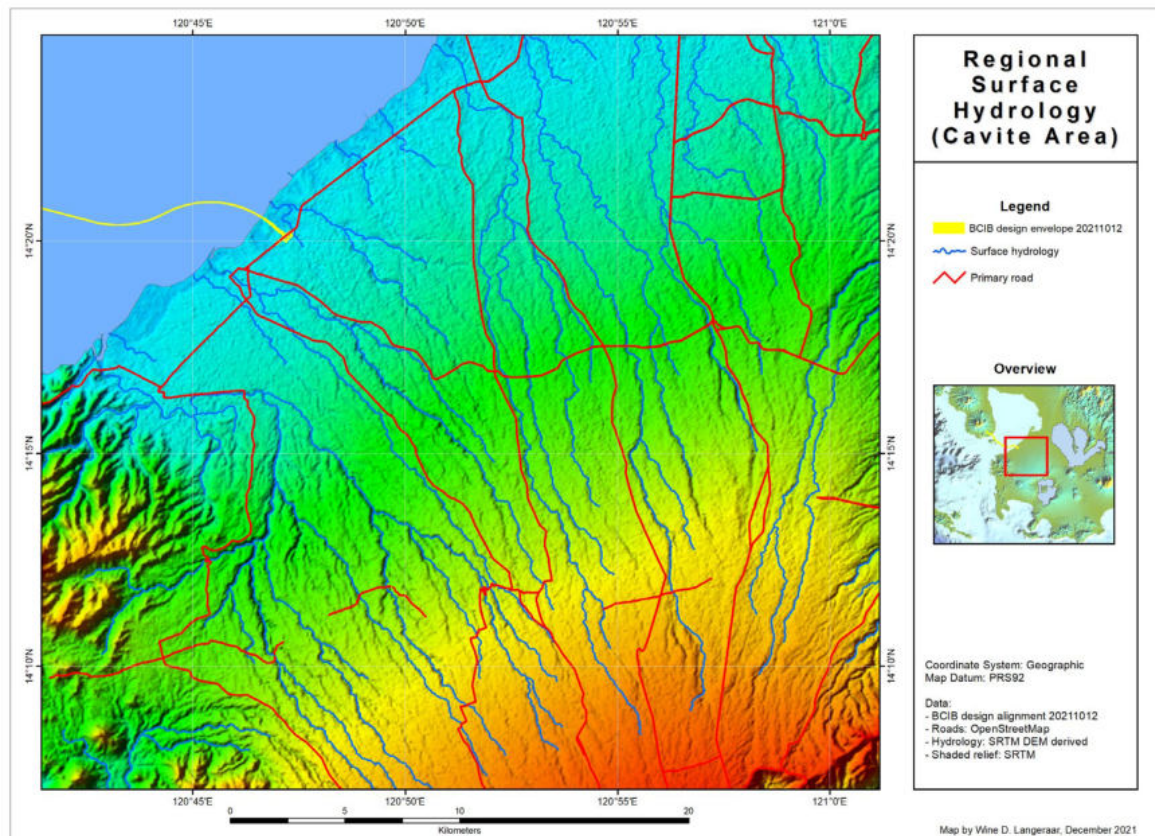 120°45'E 120°50'E 120°55'E 121°0'E
14°20'N 14°20'N
14°15'N 14°15'N
14°10'N 14°10'N
120°45'E 120°50'E 120°55'E 121°0'E
0 5 10 20
Kilometers
Regional
Surface
Hydrology
(Cavite Area)
Legend
BCIB design envelope 20211012
Surface hydrology
Primary road
Overview
Coordinate System: Geographic
Map Datum: PRS92
Data:
- BCIB design alignment 20211012
- Roads: OpenStreetMap
- Hydrology: SRTM DEM derived
- Shaded relief: SRTM
Map by Wine D. Langeraar, December 2021